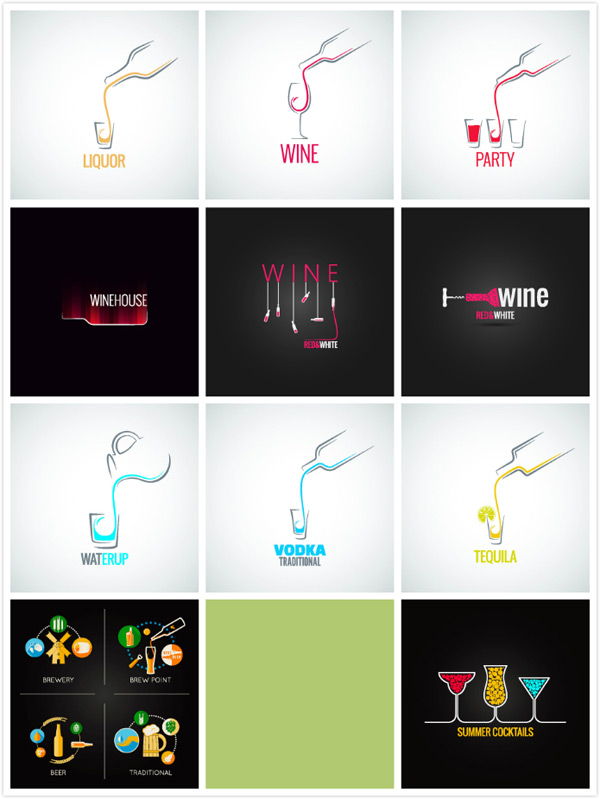 LIQUOR
WINE
PARTY
WINEHOUSE
WINE
RED&WHITE
wine
RED&WHITE
WATERUP
VODKA
TRADITIONAL
TEQUILA
BREWERY
BREW POINT
BEER
TRADITIONAL
SUMMER COCKTAILS